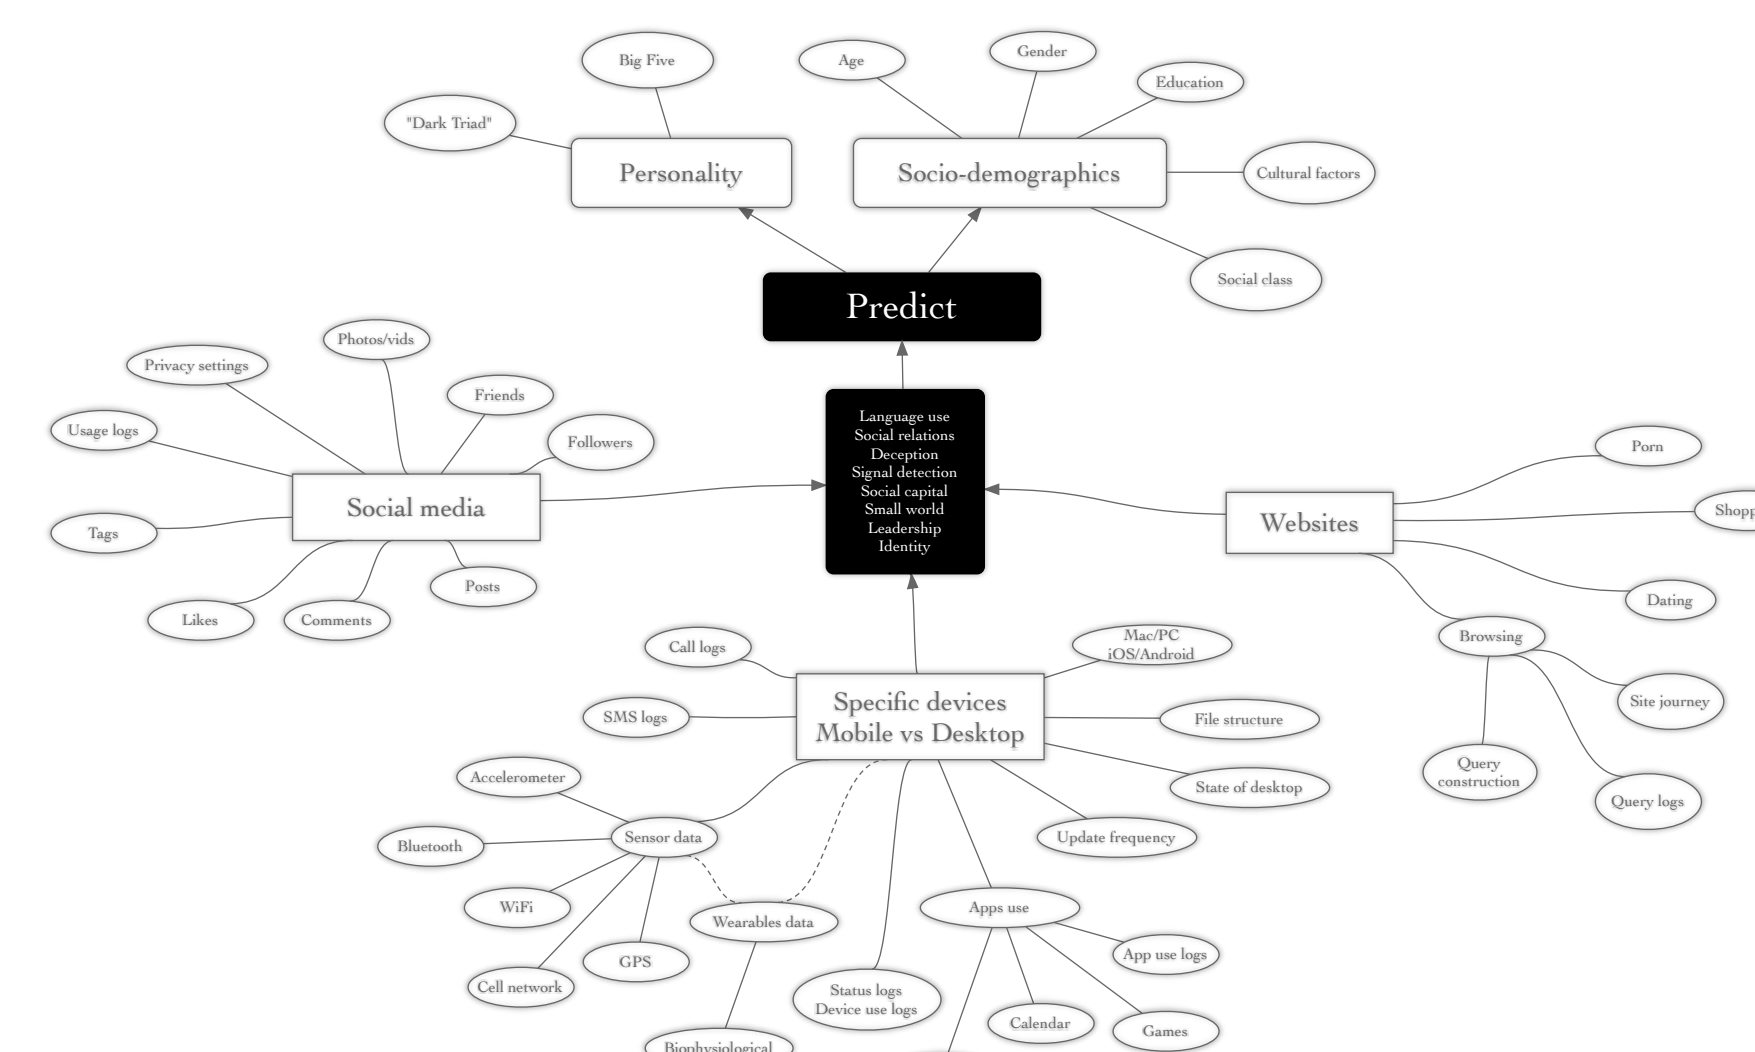 Big Five
Age
Gender
Education
"Dark Triad"
Personality
Socio-demographics
Cultural factors
Social class
Predict
Photos/vids
Privacy settings
Friends
Usage logs
Followers
Social media
Tags
Likes
Comments
Posts
Language use
Social relations
Deception
Signal detection
Social capital
Small world
Leadership
Identity
Porn
Websites
Dating
Browsing
Site journey
Query
construction
Query logs
Call logs
Mac/PC
iOS/Android
SMS logs
Specific devices
Mobile vs Desktop
File structure
Accelerometer
State of desktop
Bluetooth
Sensor data
Update frequency
WiFi
Wearables data
Apps use
GPS
App use logs
Cell network
Status logs
Device use logs
Calendar
Games
Biophysiological